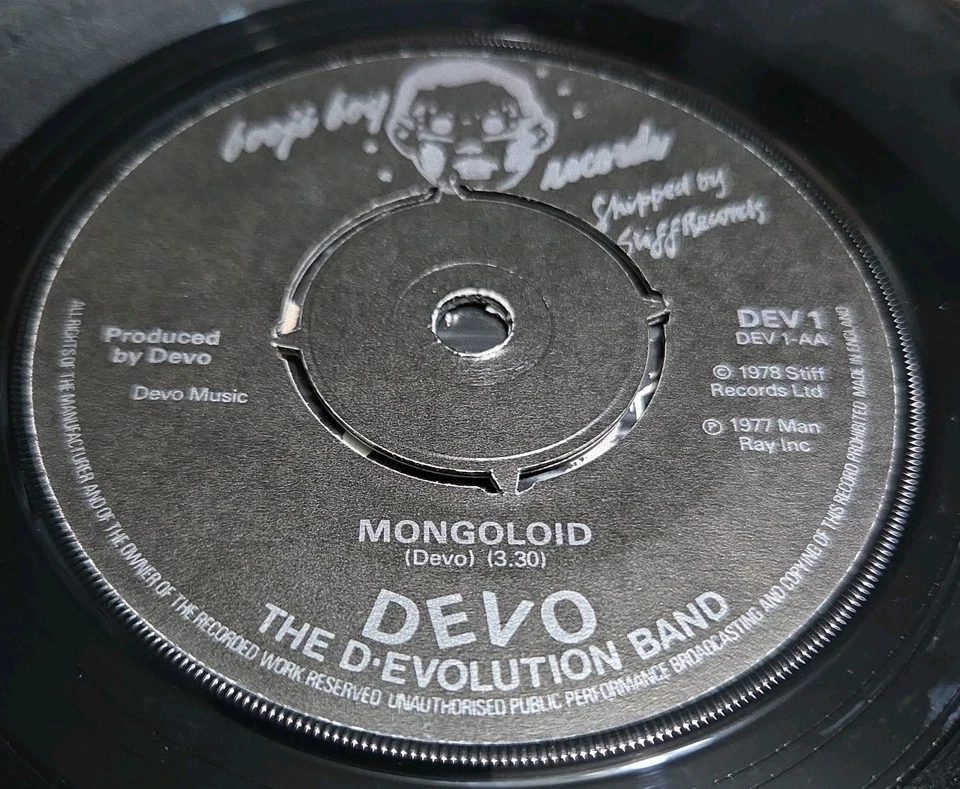 booji boy records
Shipped by
Stiff Records
Produced
by Devo
Devo Music
DEV 1
DEV 1-AA
© 1978 Stiff
Records Ltd
℗ 1977 Man
Ray Inc
MONGOLOID
(Devo) (3.30)
DEVO
THE D·EVOLUTION BAND
ALL RIGHTS OF THE MANUFACTURER AND OF THE OWNER OF THE RECORDED WORK RESERVED UNAUTHORISED PUBLIC PERFORMANCE BROADCASTING AND COPYING OF THIS RECORD PROHIBITED MADE IN ENGLAND